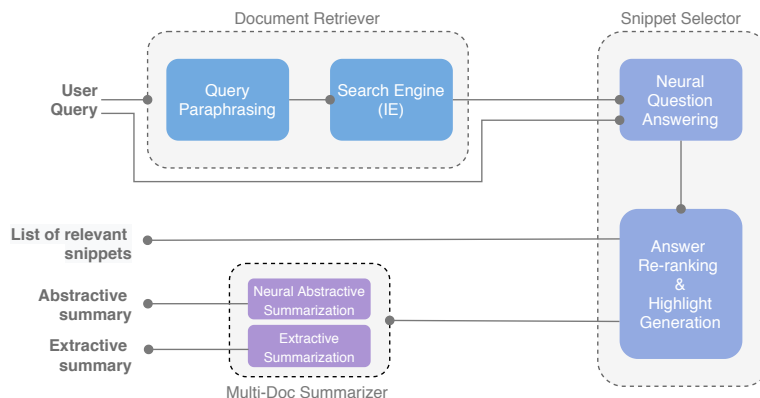 Document Retriever
Snippet Selector
User
Query
Query
Paraphrasing
Search Engine
(IE)
Neural
Question
Answering
List of relevant
snippets
Answer
Re-ranking
&
Highlight
Generation
Abstractive
summary
Neural Abstractive
Summarization
Extractive
summary
Extractive
Summarization
Multi-Doc Summarizer